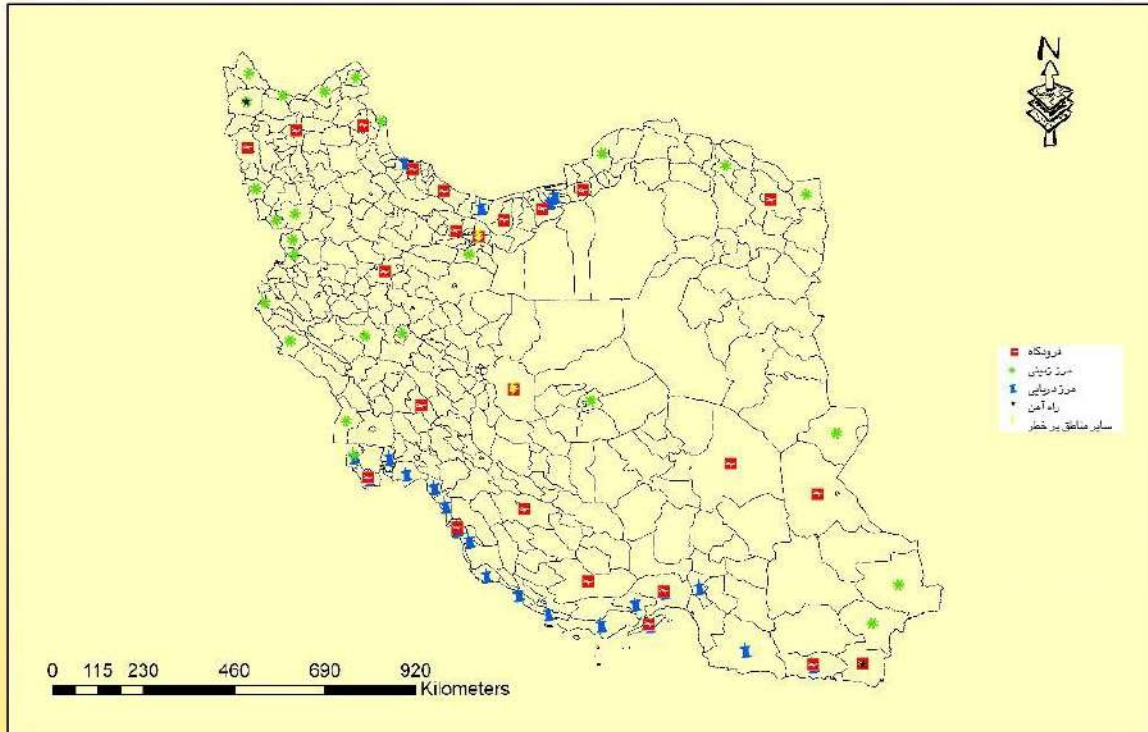 N
فرودگاه
مرز زمینی
مرز دریایی
راه آهن
سایر مناطق پر خطر
0 115 230 460 690 920
Kilometers